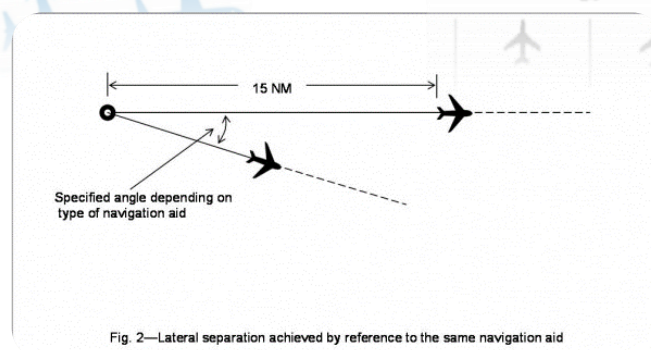 15 NM
Specified angle depending on
type of navigation aid
Fig. 2—Lateral separation achieved by reference to the same navigation aid